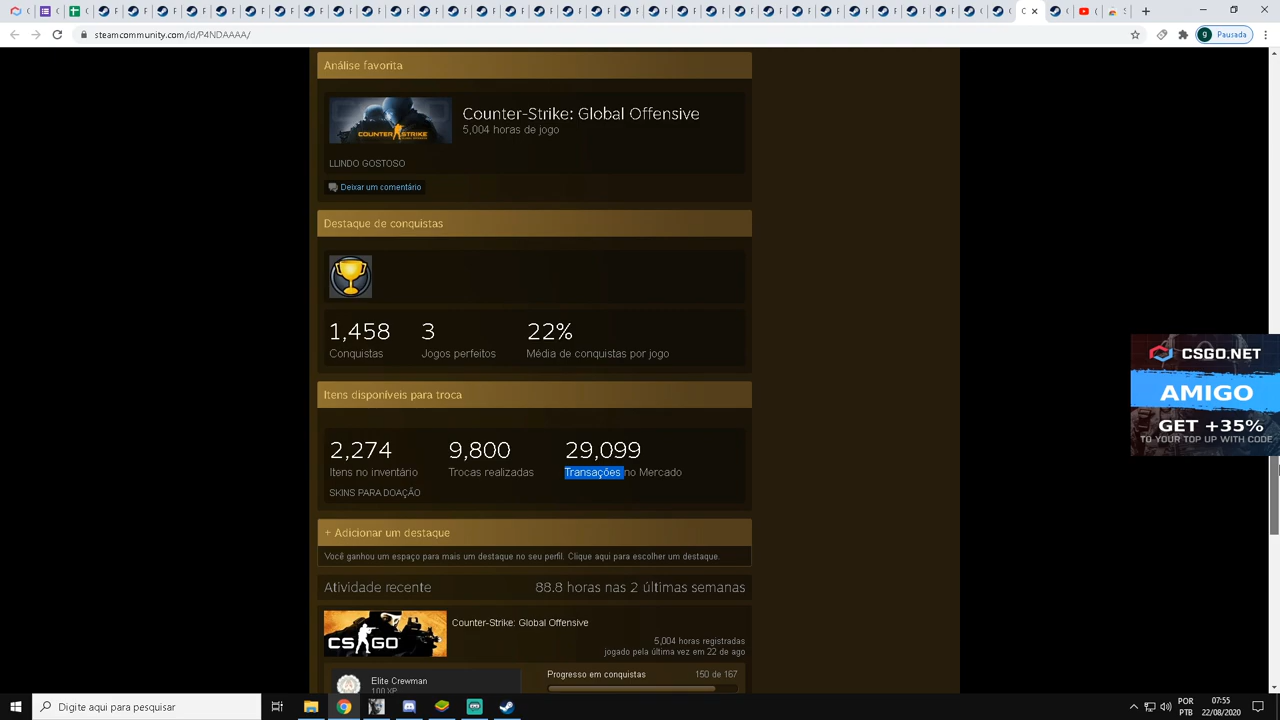 steamcommunity.com/id/P4NDAAAA/
g
Pausada
Análise favorita
COUNTER STRIKE
Counter-Strike: Global Offensive
5,004 horas de jogo
LLINDO GOSTOSO
Deixar um comentário
Destaque de conquistas
1,458
3
22%
Conquistas
Jogos perfeitos
Média de conquistas por jogo
Itens disponíveis para troca
2,274
9,800
29,099
Itens no inventário
Trocas realizadas
Transações no Mercado
SKINS PARA DOAÇÃO
+ Adicionar um destaque
Você ganhou um espaço para mais um destaque no seu perfil. Clique aqui para escolher um destaque.
Atividade recente
88.8 horas nas 2 últimas semanas
CS GO
Counter-Strike: Global Offensive
5,004 horas registradas
jogado pela última vez em 22 de ago
Elite Crewman
100 XP
Progresso em conquistas
150 de 167
CSGO.NET
AMIGO
GET +35%
TO YOUR TOP UP WITH CODE
Digite aqui para pesquisar
POR
PTB
07:55
22/08/2020